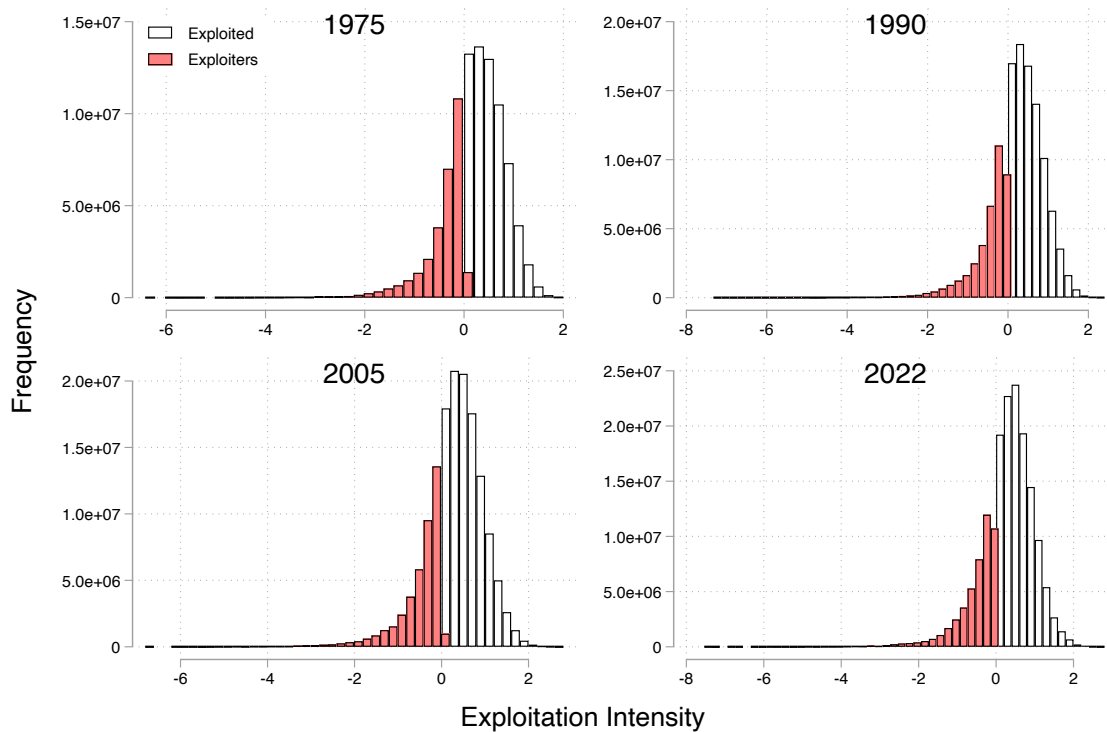 1975
Exploited
Exploiters
1.5e+07
1.0e+07
5.0e+06
0
-6 -4 -2 0 2
1990
2.0e+07
1.5e+07
1.0e+07
5.0e+06
0
-8 -6 -4 -2 0 2
2005
2.0e+07
1.5e+07
1.0e+07
5.0e+06
0
-6 -4 -2 0 2
2022
2.5e+07
2.0e+07
1.5e+07
1.0e+07
5.0e+06
0
-8 -6 -4 -2 0 2
Frequency
Exploitation Intensity